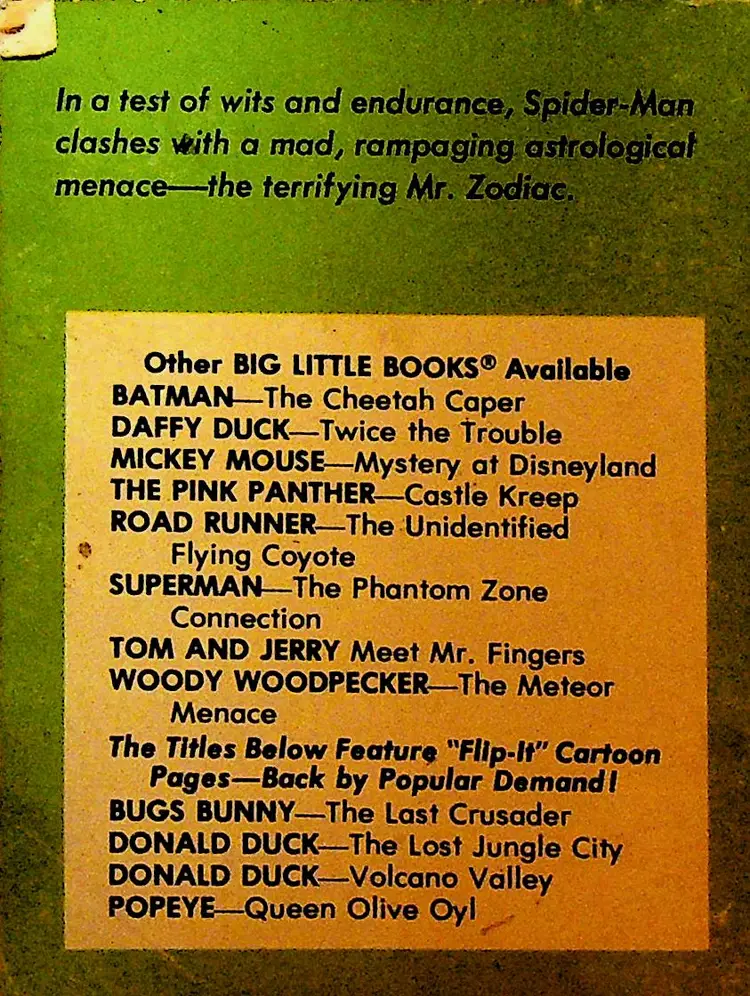 In a test of wits and endurance, Spider-Man
clashes with a mad, rampaging astrological
menace—the terrifying Mr. Zodiac.
Other BIG LITTLE BOOKS® Available
BATMAN—The Cheetah Caper
DAFFY DUCK—Twice the Trouble
MICKEY MOUSE—Mystery at Disneyland
THE PINK PANTHER—Castle Kreep
ROAD RUNNER—The Unidentified
Flying Coyote
SUPERMAN—The Phantom Zone
Connection
TOM AND JERRY Meet Mr. Fingers
WOODY WOODPECKER—The Meteor
Menace
The Titles Below Feature "Flip-It" Cartoon
Pages—Back by Popular Demand!
BUGS BUNNY—The Last Crusader
DONALD DUCK—The Lost Jungle City
DONALD DUCK—Volcano Valley
POPEYE—Queen Olive Oyl